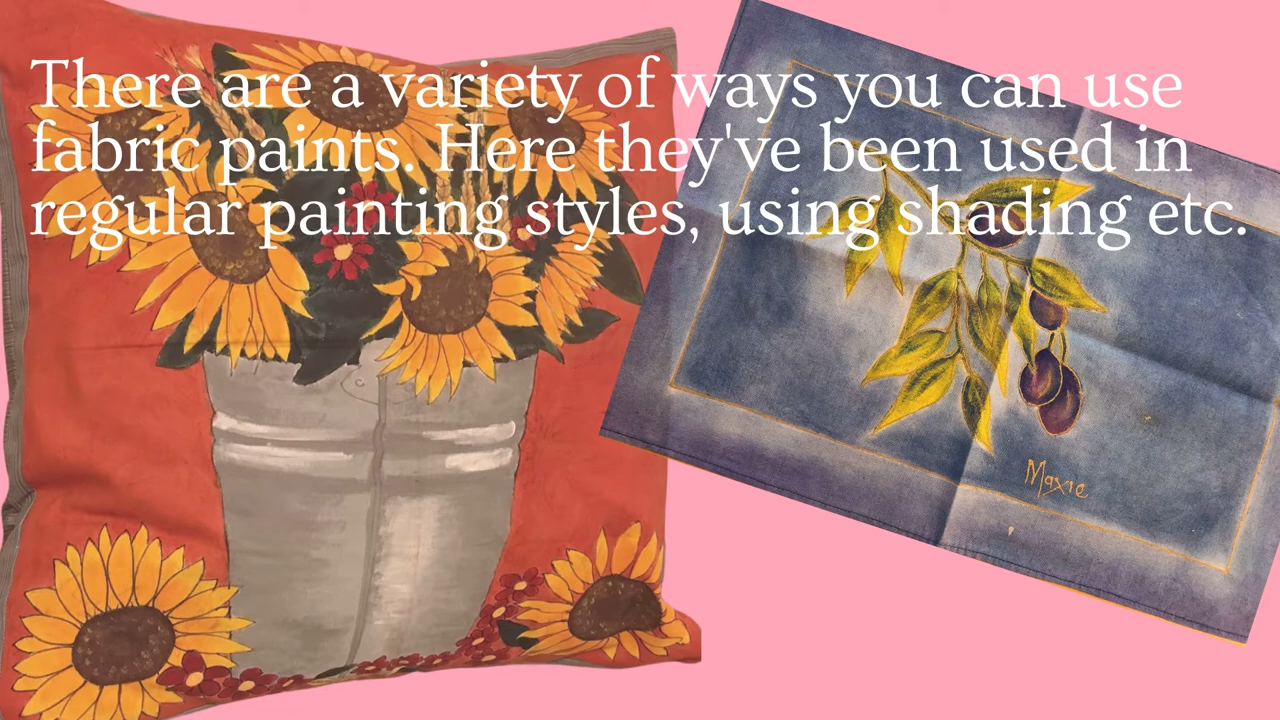 There are a variety of ways you can use
fabric paints. Here they've been used in
regular painting styles, using shading etc.
Maxie